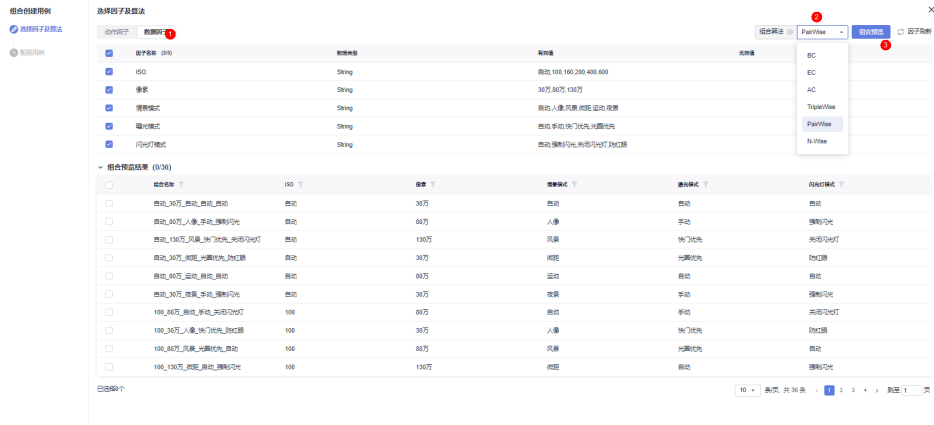 组合创建用例
选择因子及算法
配置用例
选择因子及算法
动作因子 数据因子 1
组合算法 PairWise 2 组合预览 3 因子刷新
BC
EC
AC
TripleWise
PairWise
N-Wise
因子名称 (5/5) 数据类型 有效值 无效值
ISO String 自动,100,160,200,400,600
像素 String 30万,80万,130万
情景模式 String 自动,人像,风景,微距,运动,夜景
曝光模式 String 自动,手动,快门优先,光圈优先
闪光灯模式 String 自动,强制闪光,关闭闪光灯,防红眼
组合预览结果 (0/36)
组合名称 ISO 像素 情景模式 曝光模式 闪光灯模式
自动_30万_自动_自动_自动 自动 30万 自动 自动 自动
自动_80万_人像_手动_强制闪光 自动 80万 人像 手动 强制闪光
自动_130万_风景_快门优先_关闭闪光灯 自动 130万 风景 快门优先 关闭闪光灯
自动_30万_微距_光圈优先_防红眼 自动 30万 微距 光圈优先 防红眼
自动_80万_运动_自动_自动 自动 80万 运动 自动 自动
自动_30万_夜景_手动_强制闪光 自动 30万 夜景 手动 强制闪光
100_80万_自动_手动_关闭闪光灯 100 80万 自动 手动 关闭闪光灯
100_30万_人像_快门优先_防红眼 100 30万 人像 快门优先 防红眼
100_80万_风景_光圈优先_自动 100 80万 风景 光圈优先 自动
100_130万_微距_自动_强制闪光 100 130万 微距 自动 强制闪光
已选择0个 10 条/页, 共 36 条 1 2 3 4 跳至 1 页